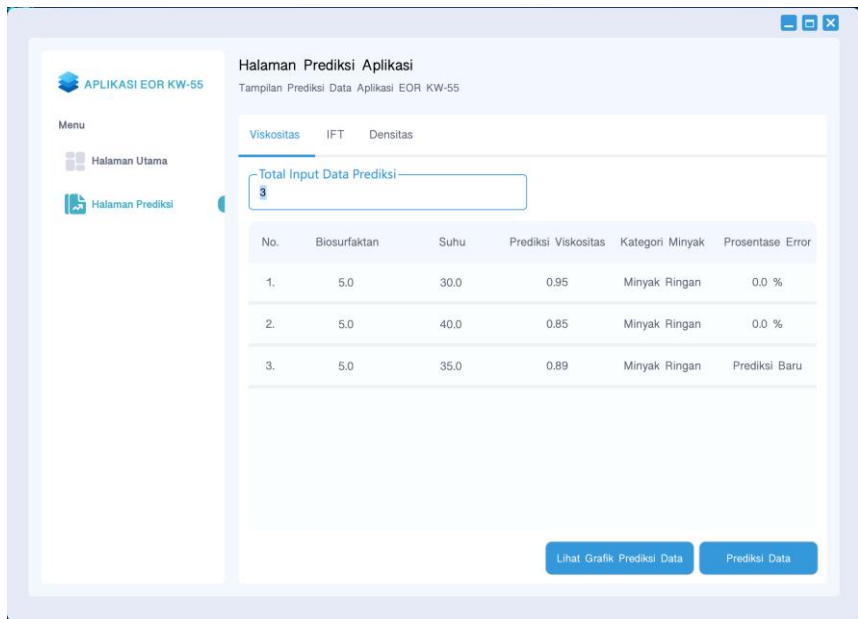 APLIKASI EOR KW-55
Menu
Halaman Utama
Halaman Prediksi
Halaman Prediksi Aplikasi
Tampilan Prediksi Data Aplikasi EOR KW-55
Viskositas IFT Densitas
Total Input Data Prediksi
3
No. Biosurfaktan Suhu Prediksi Viskositas Kategori Minyak Prosentase Error
1. 5.0 30.0 0.95 Minyak Ringan 0.0 %
2. 5.0 40.0 0.85 Minyak Ringan 0.0 %
3. 5.0 35.0 0.89 Minyak Ringan Prediksi Baru
Lihat Grafik Prediksi Data Prediksi Data